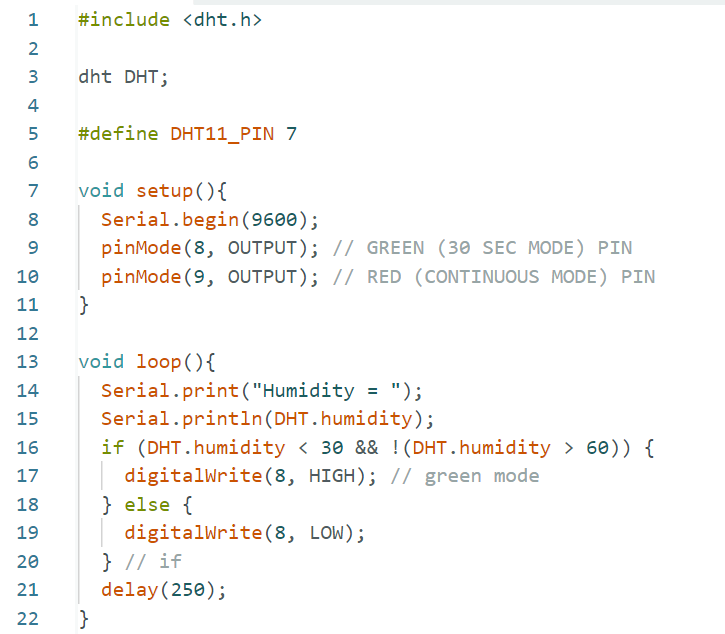 1 #include <dht.h>
2
3 dht DHT;
4
5 #define DHT11_PIN 7
6
7 void setup(){
8 Serial.begin(9600);
9 pinMode(8, OUTPUT); // GREEN (30 SEC MODE) PIN
10 pinMode(9, OUTPUT); // RED (CONTINUOUS MODE) PIN
11 }
12
13 void loop(){
14 Serial.print("Humidity = ");
15 Serial.println(DHT.humidity);
16 if (DHT.humidity < 30 && !(DHT.humidity > 60)) {
17 digitalWrite(8, HIGH); // green mode
18 } else {
19 digitalWrite(8, LOW);
20 } // if
21 delay(250);
22 }